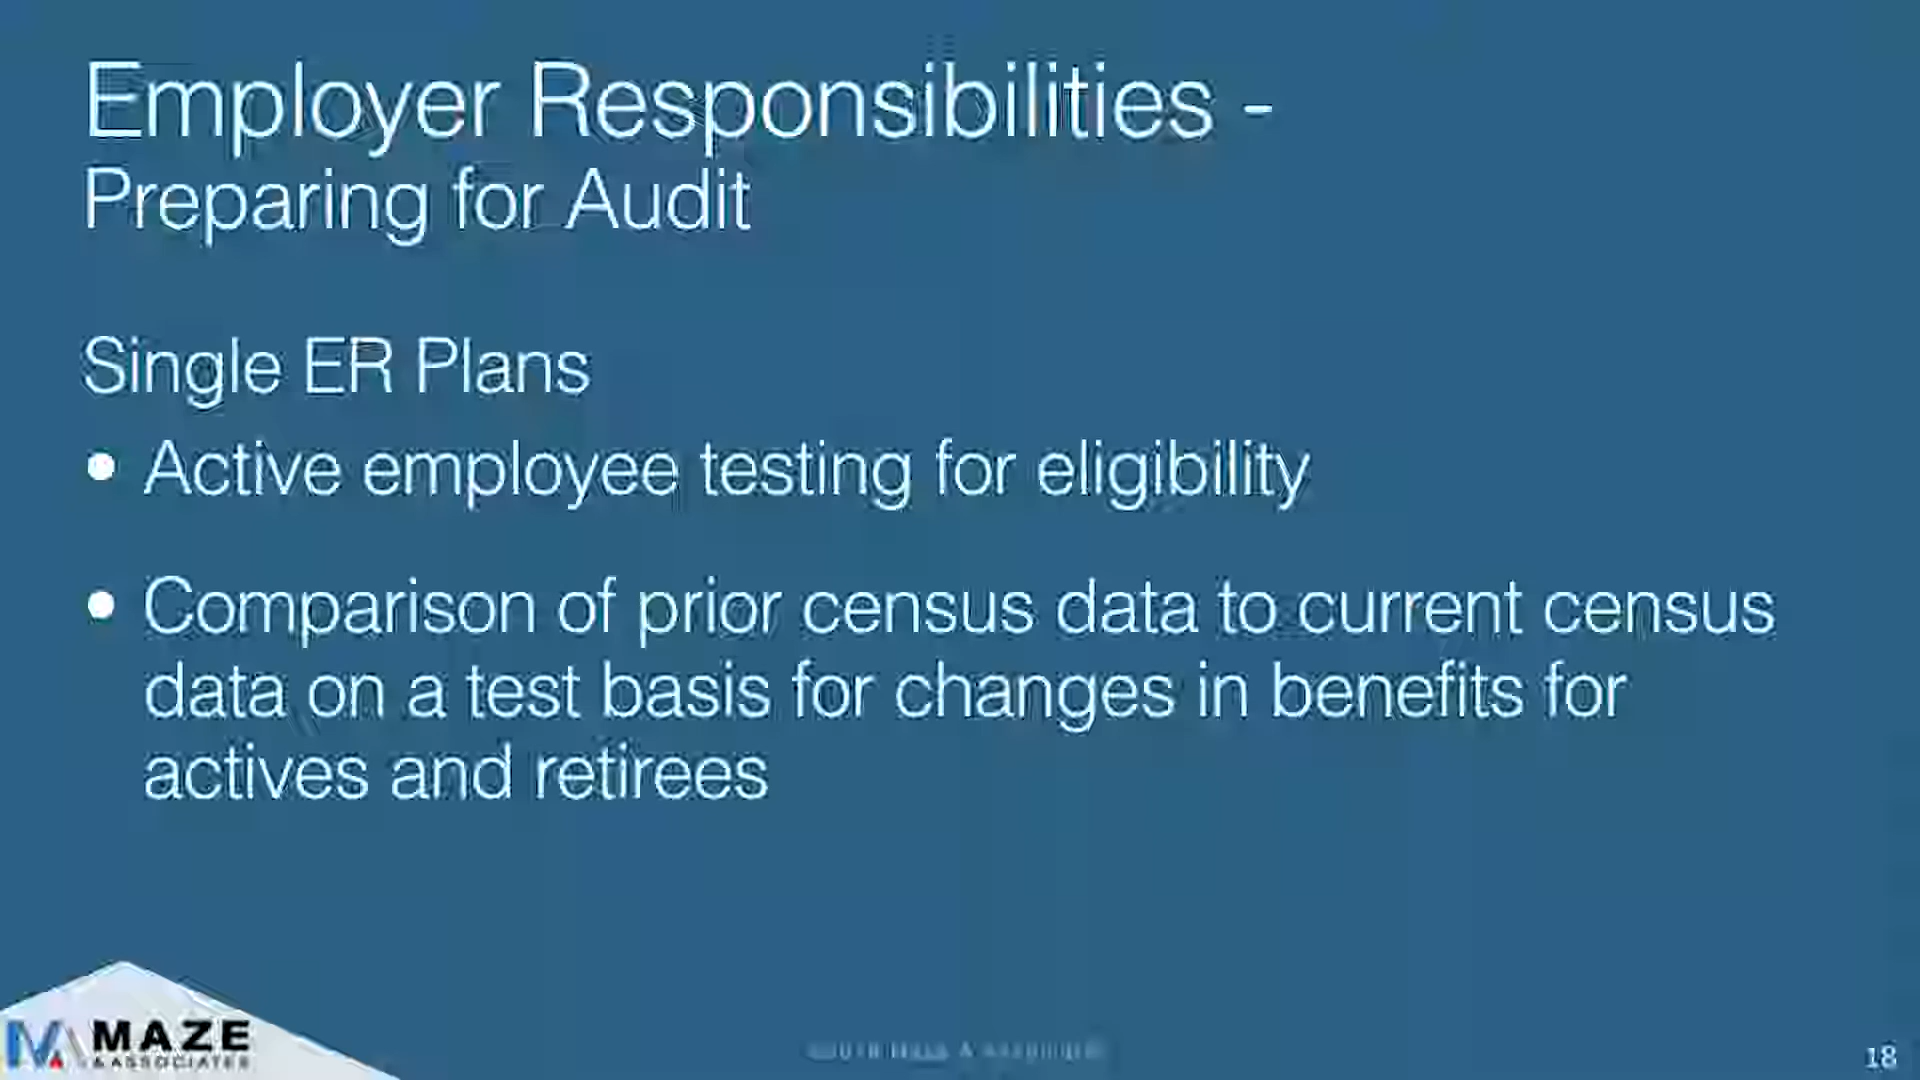 Employer Responsibilities -
Preparing for Audit
Single ER Plans
• Active employee testing for eligibility
• Comparison of prior census data to current census
data on a test basis for changes in benefits for
actives and retirees
MAZE
& ASSOCIATES
18